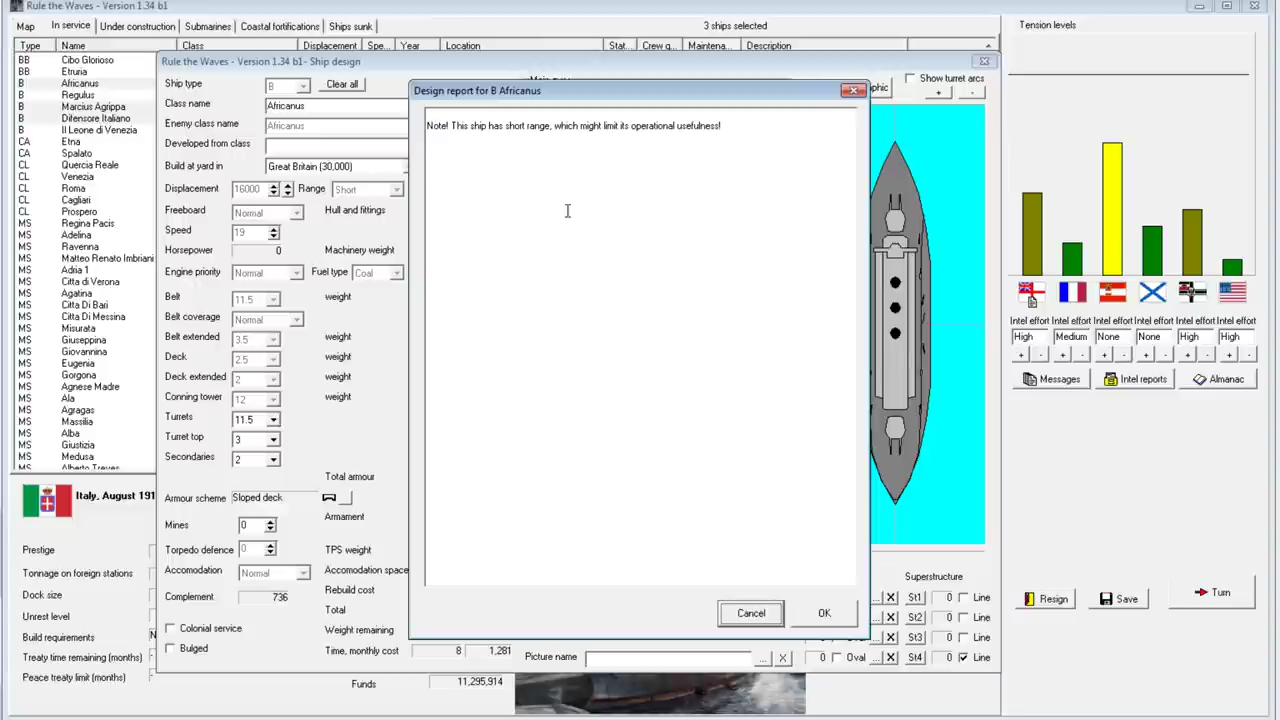 Rule the Waves - Version 1.34 b1
Map In service Under construction Submarines Coastal fortifications Ships sunk 3 ships selected
Type Name Class Displacement Spe... Year Location Stat... Crew q... Maintena... Description
BB Cibo Glorioso
BB Etruria
B Africanus
B Regulus
B Marcius Agrippa
B Difensore Italiano
B Il Leone di Venezia
CA Etna
CA Spalato
CL Quercia Reale
CL Venezia
CL Roma
CL Cagliari
CL Prospero
MS Regina Pacis
MS Adelina
MS Ravenna
MS Matteo Renato Imbriani
MS Adria 1
MS Citta di Verona
MS Agatina
MS Citta Di Bari
MS Citta Di Messina
MS Misurata
MS Giuseppina
MS Giovannina
MS Eugenia
MS Gorgona
MS Agnese Madre
MS Ala
MS Agragas
MS Massilia
MS Alba
MS Giustizia
MS Medusa
MS Alberto Treves
Italy, August 191
Prestige
Tonnage on foreign stations
Dock size
Unrest level
Build requirements N
Treaty time remaining (months)
Peace treaty limit (months)
Rule the Waves - Version 1.34 b1- Ship design
Ship type B Clear all
Class name Africanus
Enemy class name Africanus
Developed from class
Build at yard in Great Britain (30,000)
Displacement 16000 Range Short
Freeboard Normal Hull and fittings
Speed 19
Horsepower 0 Machinery weight
Engine priority Normal Fuel type Coal
Belt 11.5 weight
Belt coverage Normal
Belt extended 3.5 weight
Deck 2.5 weight
Deck extended 2 weight
Conning tower 12 weight
Turrets 11.5
Turret top 3
Secondaries 2
Total armour
Armour scheme Sloped deck
Armament
Mines 0
Torpedo defence 0 TPS weight
Accomodation Normal Accomodation space
Rebuild cost
Complement 736
Total
Colonial service Weight remaining
Bulged Time, monthly cost 8 1,281
Funds 11,295,914
Picture name ... X
Design report for B Africanus
Note! This ship has short range, which might limit its operational usefulness!
Cancel OK
phic Show turret arcs
+ -
Superstructure
... X St1 0 Line
... X St2 0 Line
... X St3 0 Line
0 Oval ... X St4 0 Line
Tension levels
Intel effort Intel effort Intel effort Intel effort Intel effort Intel effort
High Medium None None High High
+ - + - + - + - + - + -
Messages Intel reports Almanac
Resign Save Turn